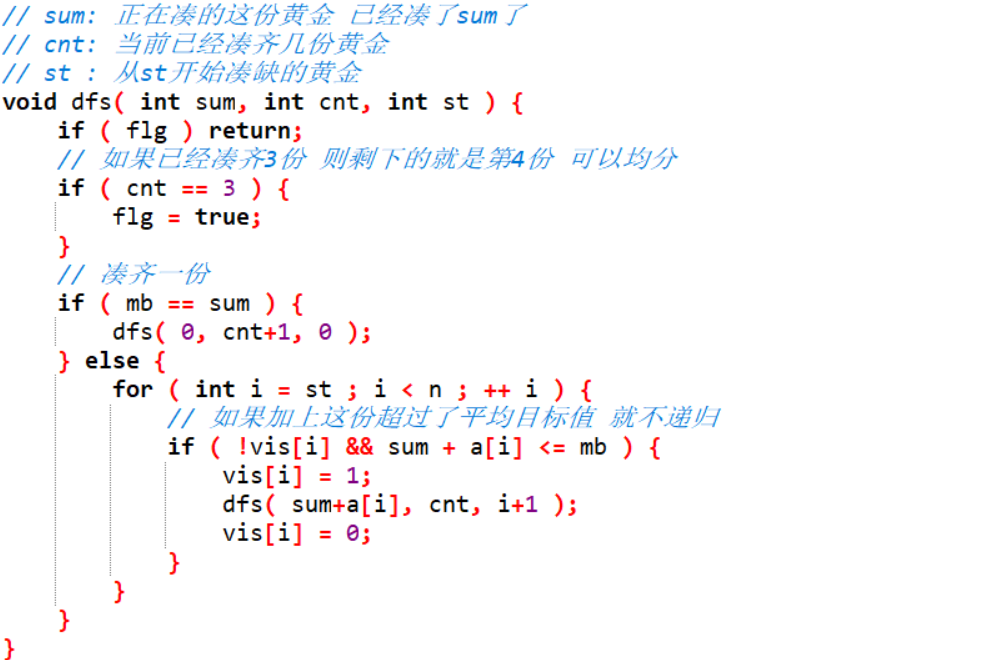 // sum: 正在凑的这份黄金 已经凑了sum了
// cnt: 当前已经凑齐几份黄金
// st : 从st开始凑缺的黄金
void dfs( int sum, int cnt, int st ) {
    if ( flg ) return;
    // 如果已经凑齐3份 则剩下的就是第4份 可以均分
    if ( cnt == 3 ) {
        flg = true;
    }
    // 凑齐一份
    if ( mb == sum ) {
        dfs( 0, cnt+1, 0 );
    } else {
        for ( int i = st ; i < n ; ++ i ) {
            // 如果加上这份超过了平均目标值 就不递归
            if ( !vis[i] && sum + a[i] <= mb ) {
                vis[i] = 1;
                dfs( sum+a[i], cnt, i+1 );
                vis[i] = 0;
            }
        }
    }
}